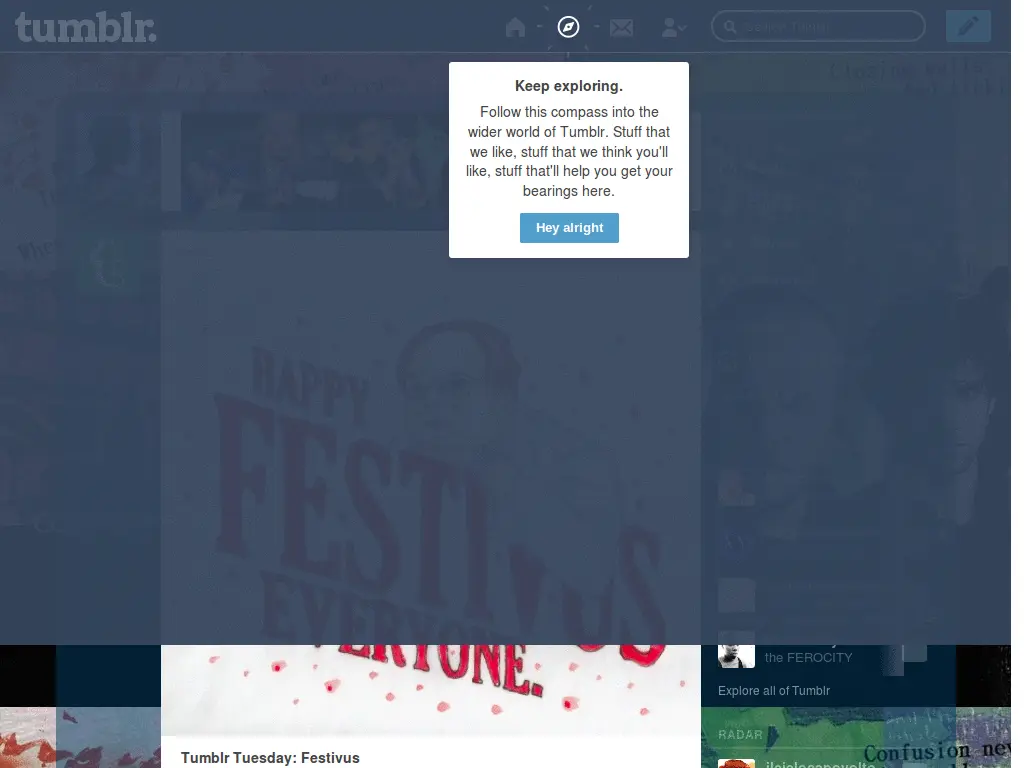 tumblr.
Search Tumblr
Keep exploring.
Follow this compass into the
wider world of Tumblr. Stuff that
we like, stuff that we think you'll
like, stuff that'll help you get your
bearings here.
Hey alright
HAPPY
FESTIVUS
EVERYONE.
the FEROCITY
Explore all of Tumblr
RADAR
Confusion
Tumblr Tuesday: Festivus